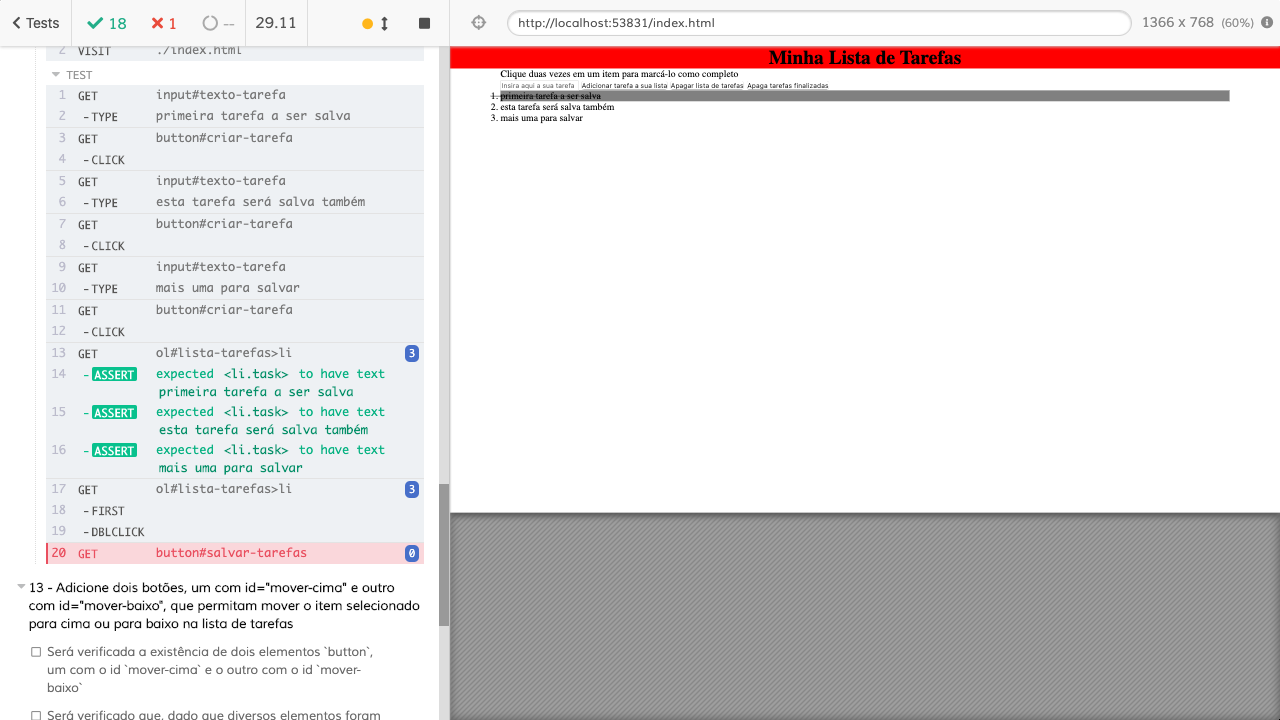 Tests
18
1
--
29.11
http://localhost:53831/index.html
1366 x 768 (60%)
2 VISIT ./index.html
TEST
1 GET input#texto-tarefa
2 -TYPE primeira tarefa a ser salva
3 GET button#criar-tarefa
4 -CLICK
5 GET input#texto-tarefa
6 -TYPE esta tarefa será salva também
7 GET button#criar-tarefa
8 -CLICK
9 GET input#texto-tarefa
10 -TYPE mais uma para salvar
11 GET button#criar-tarefa
12 -CLICK
13 GET ol#lista-tarefas>li 3
14 -ASSERT expected <li.task> to have text
primeira tarefa a ser salva
15 -ASSERT expected <li.task> to have text
esta tarefa será salva também
16 -ASSERT expected <li.task> to have text
mais uma para salvar
17 GET ol#lista-tarefas>li 3
18 -FIRST
19 -DBLCLICK
20 GET button#salvar-tarefas 0
13 - Adicione dois botões, um com id="mover-cima" e outro
com id="mover-baixo", que permitam mover o item selecionado
para cima ou para baixo na lista de tarefas
Será verificada a existência de dois elementos `button`,
um com o id `mover-cima` e o outro com o id `mover-
baixo`
Será verificado que, dado que diversos elementos foram
Minha Lista de Tarefas
Clique duas vezes em um item para marcá-lo como completo
Insira aqui a sua tarefa Adicionar tarefa a sua lista Apagar lista de tarefas Apaga tarefas finalizadas
1. primeira tarefa a ser salva
2. esta tarefa será salva também
3. mais uma para salvar